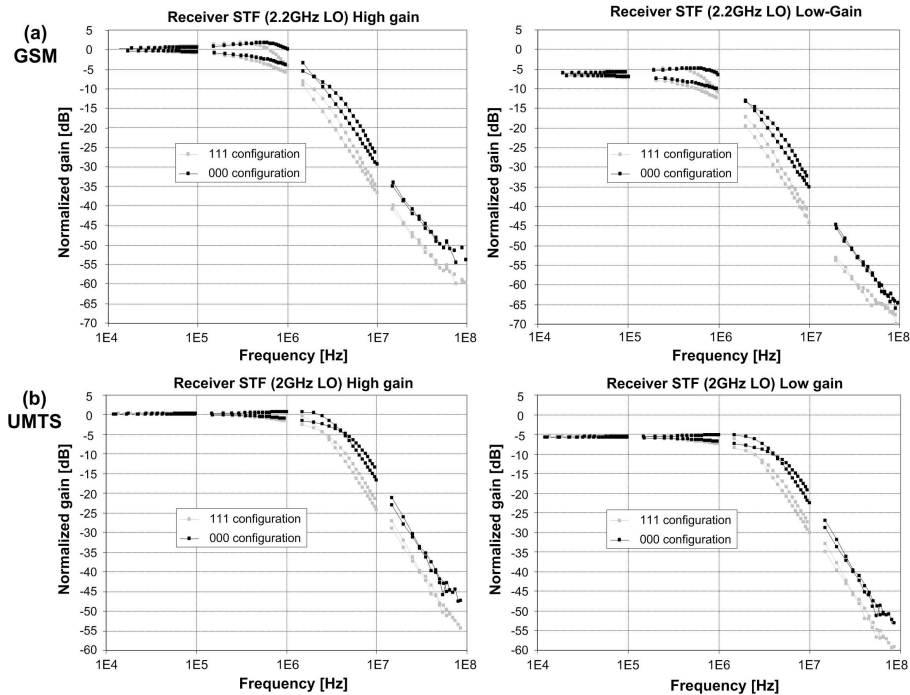 (a)
GSM
Receiver STF (2.2GHz LO) High gain
Normalized gain [dB]
5
0
-5
-10
-15
-20
-25
-30
-35
-40
-45
-50
-55
-60
-65
-70
111 configuration
000 configuration
1E4 1E5 1E6 1E7 1E8
Frequency [Hz]
Receiver STF (2.2GHz LO) Low-Gain
Normalized gain [dB]
5
0
-5
-10
-15
-20
-25
-30
-35
-40
-45
-50
-55
-60
-65
-70
111 configuration
000 configuration
1E4 1E5 1E6 1E7 1E8
Frequency [Hz]
(b)
UMTS
Receiver STF (2GHz LO) High gain
Normalized gain [dB]
5
0
-5
-10
-15
-20
-25
-30
-35
-40
-45
-50
-55
-60
111 configuration
000 configuration
1E4 1E5 1E6 1E7 1E8
Frequency [Hz]
Receiver STF (2GHz LO) Low gain
Normalized gain [dB]
5
0
-5
-10
-15
-20
-25
-30
-35
-40
-45
-50
-55
-60
111 configuration
000 configuration
1E4 1E5 1E6 1E7 1E8
Frequency [Hz]